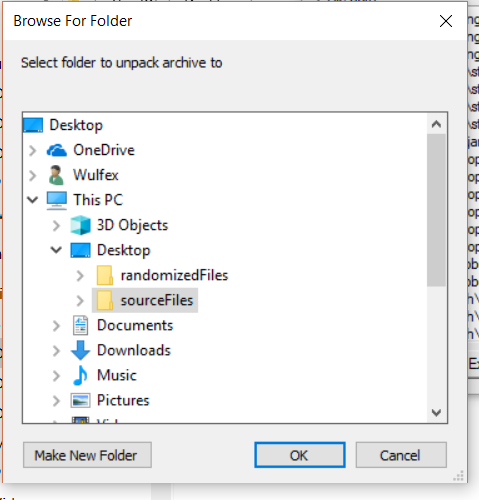 Browse For Folder
Select folder to unpack archive to
Desktop
OneDrive
Wulfex
This PC
3D Objects
Desktop
randomizedFiles
sourceFiles
Documents
Downloads
Music
Pictures
Make New Folder
OK
Cancel